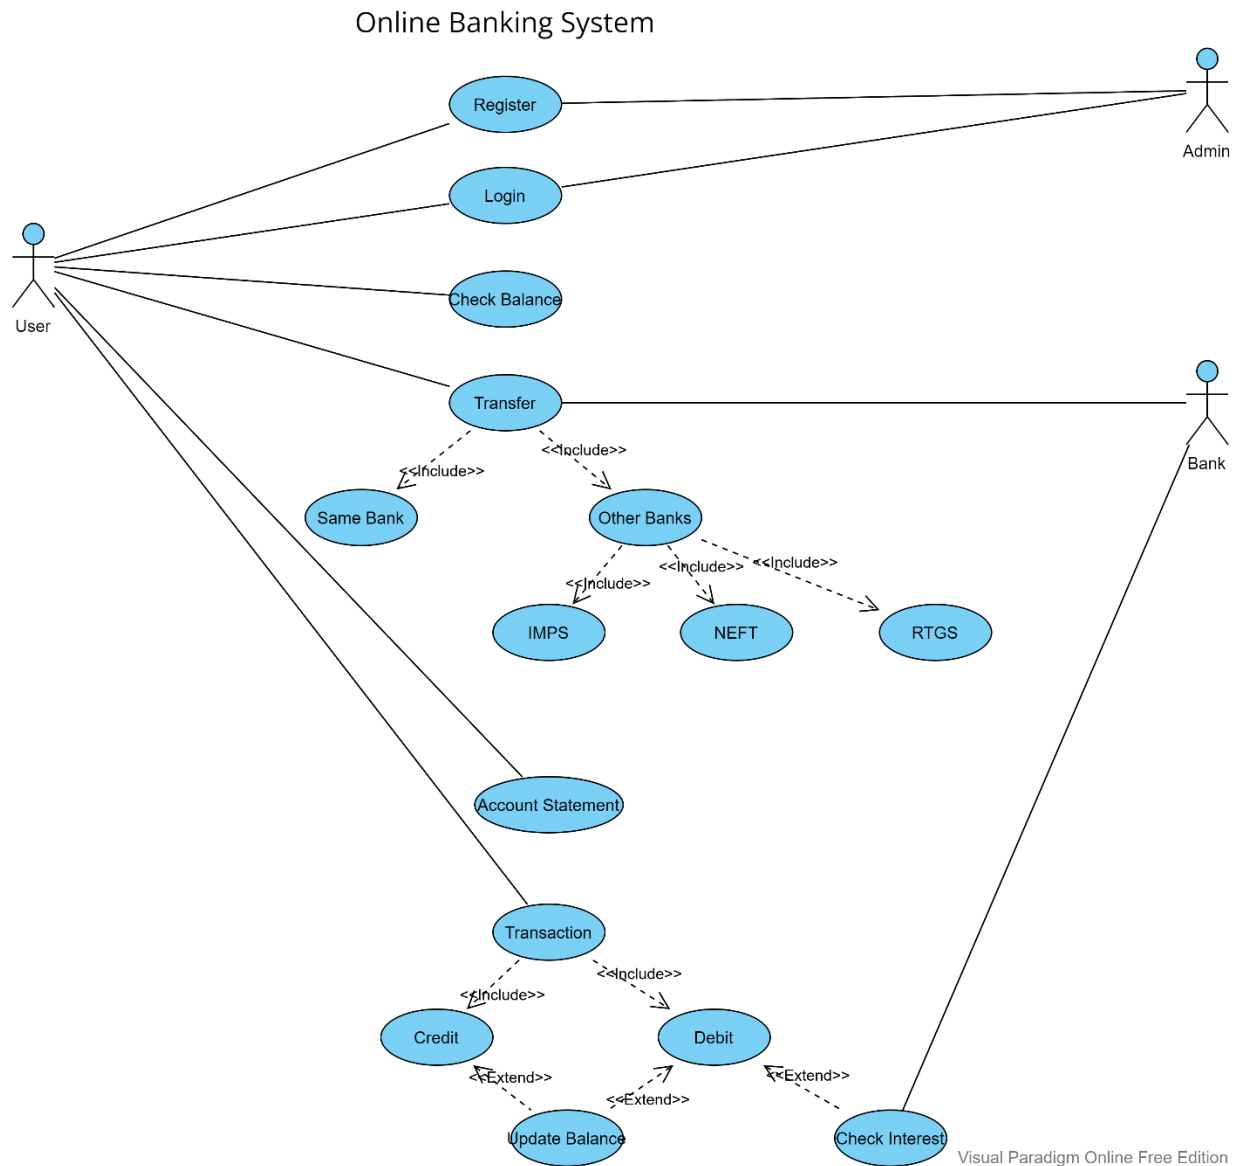 Online Banking System
Register
Admin
Login
User
Check Balance
Transfer
Bank
<<Include>>
<<Include>>
Same Bank
Other Banks
<<Include>>
<<Include>>
<<Include>>
IMPS
NEFT
RTGS
Account Statement
Transaction
<<Include>>
<<Include>>
Credit
Debit
<<Extend>>
<<Extend>>
<<Extend>>
Update Balance
Check Interest
Visual Paradigm Online Free Edition